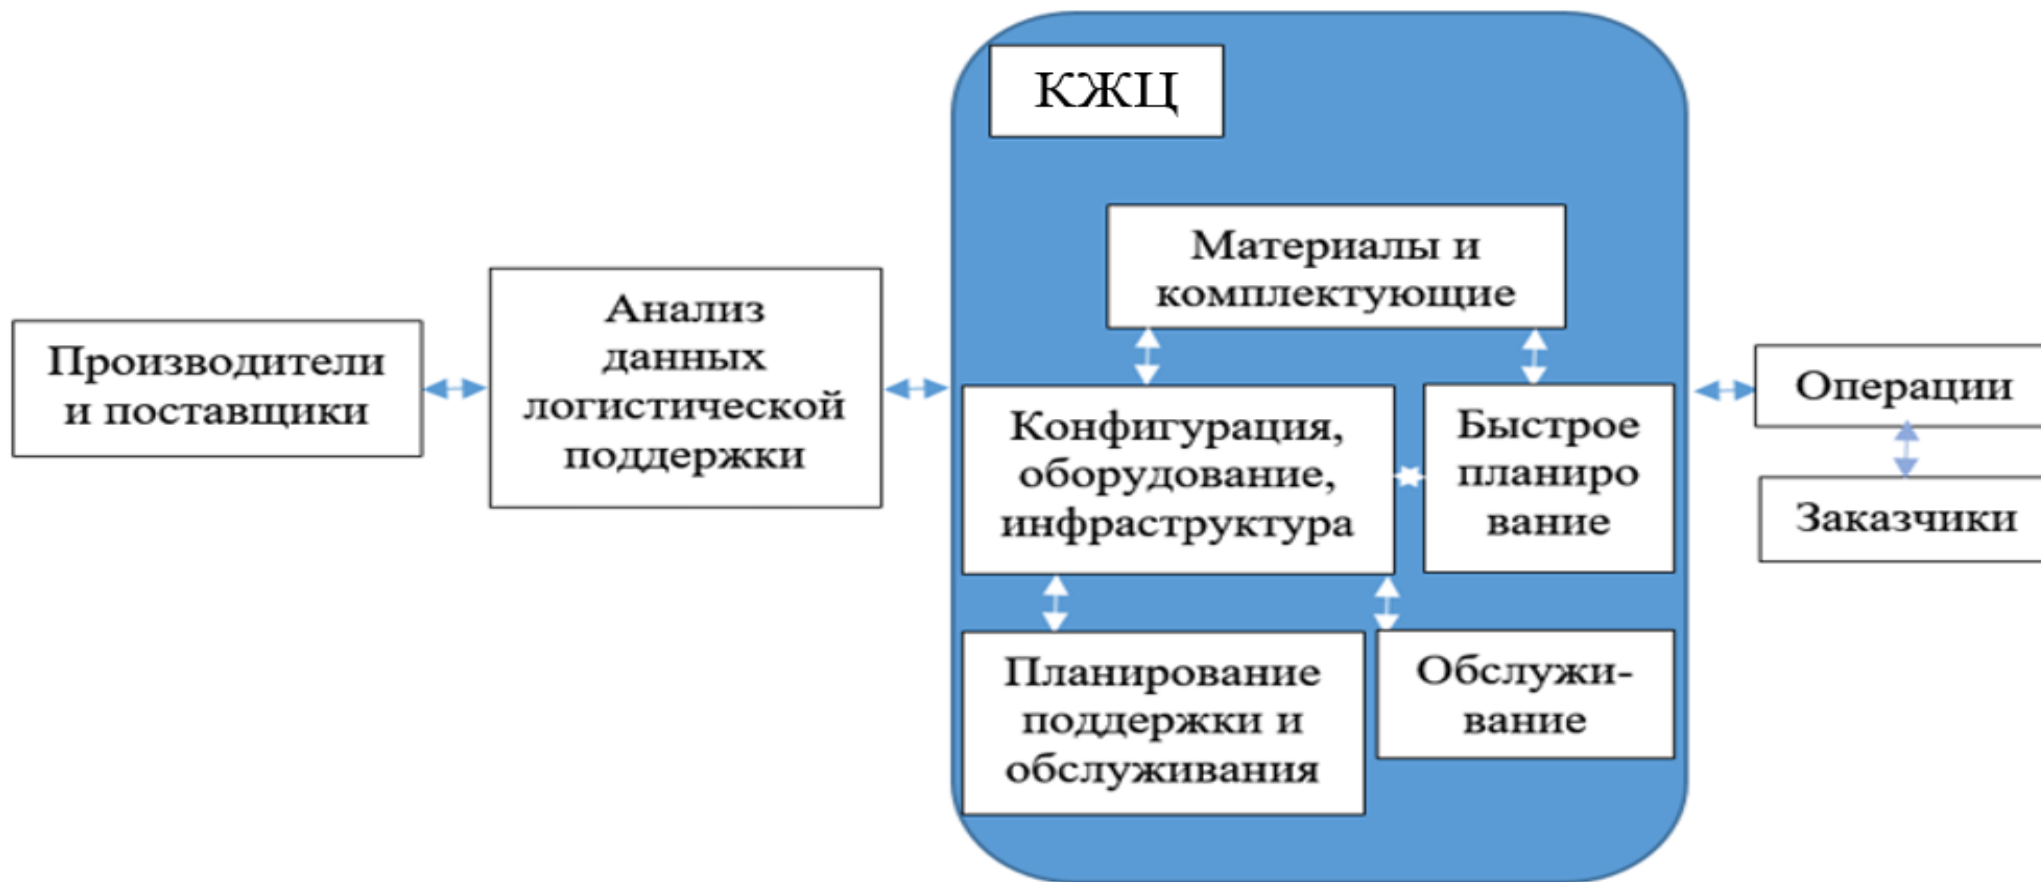 КЖЦ
Материалы и
комплектующие
Производители
и поставщики
Анализ
данных
логистической
поддержки
Конфигурация,
оборудование,
инфраструктура
Быстрое
планиро
вание
Операции
Заказчики
Планирование
поддержки и
обслуживания
Обслужи-
вание